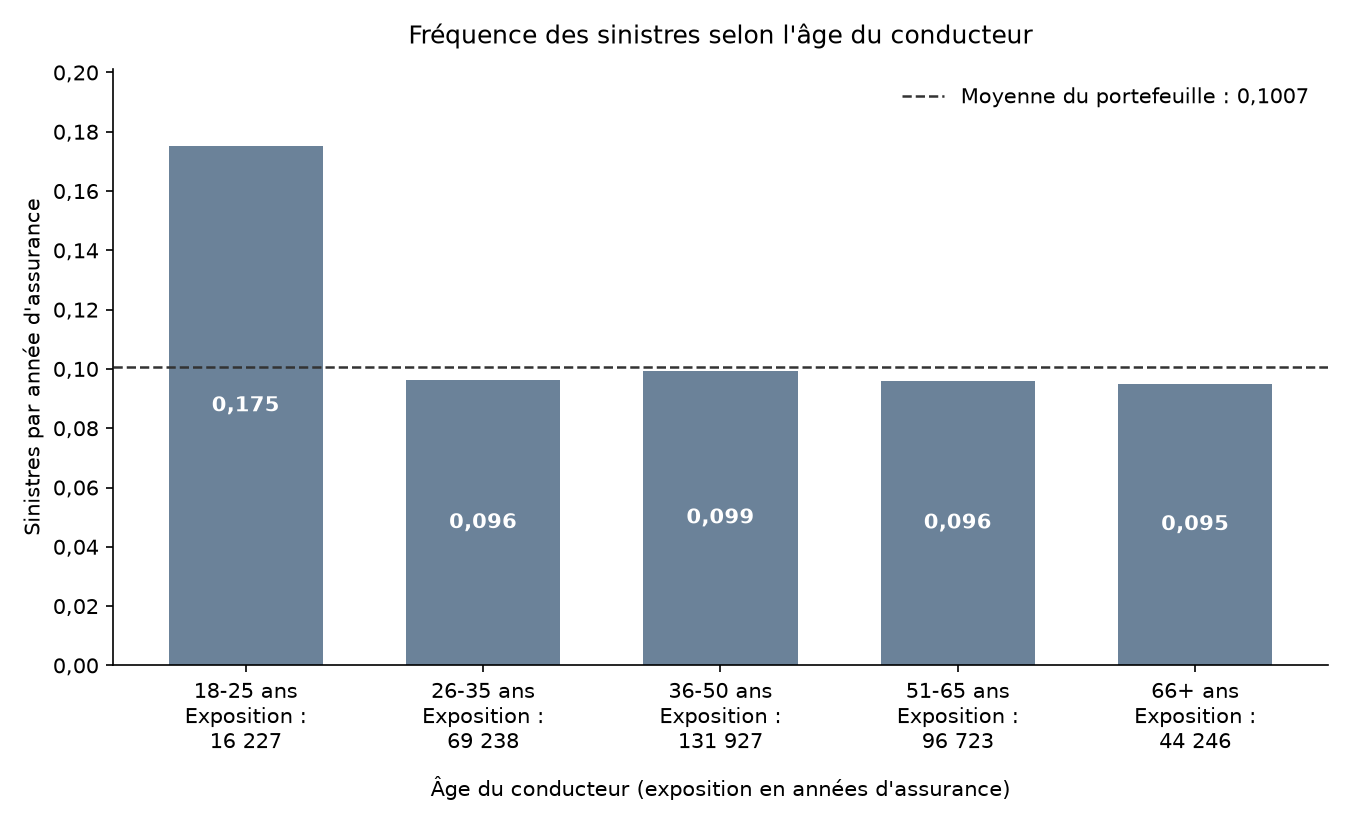 Fréquence des sinistres selon l'âge du conducteur
Moyenne du portefeuille : 0,1007
Sinistres par année d'assurance
0,20
0,18
0,16
0,14
0,12
0,10
0,08
0,06
0,04
0,02
0,00
0,175
0,096
0,099
0,096
0,095
18-25 ans
Exposition :
16 227
26-35 ans
Exposition :
69 238
36-50 ans
Exposition :
131 927
51-65 ans
Exposition :
96 723
66+ ans
Exposition :
44 246
Âge du conducteur (exposition en années d'assurance)